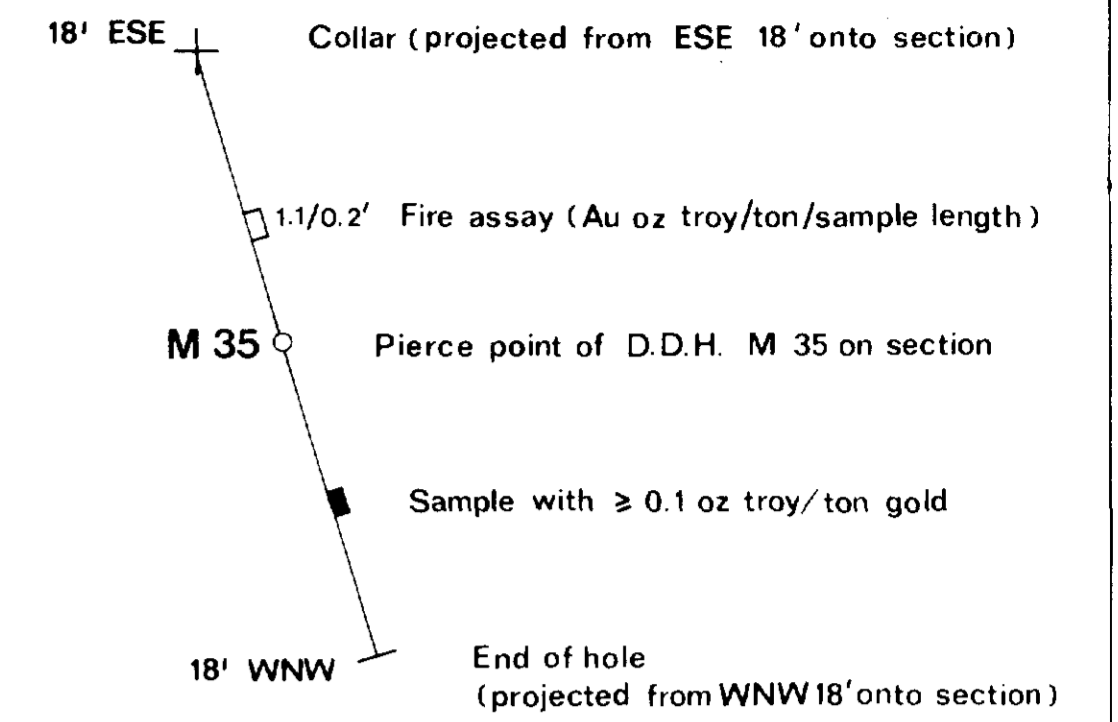 18' ESE Collar (projected from ESE 18' onto section)
1.1/0.2' Fire assay (Au oz troy/ton/sample length)
M 35 Pierce point of D.D.H. M 35 on section
Sample with ≥ 0.1 oz troy/ton gold
18' WNW End of hole
(projected from WNW 18' onto section)